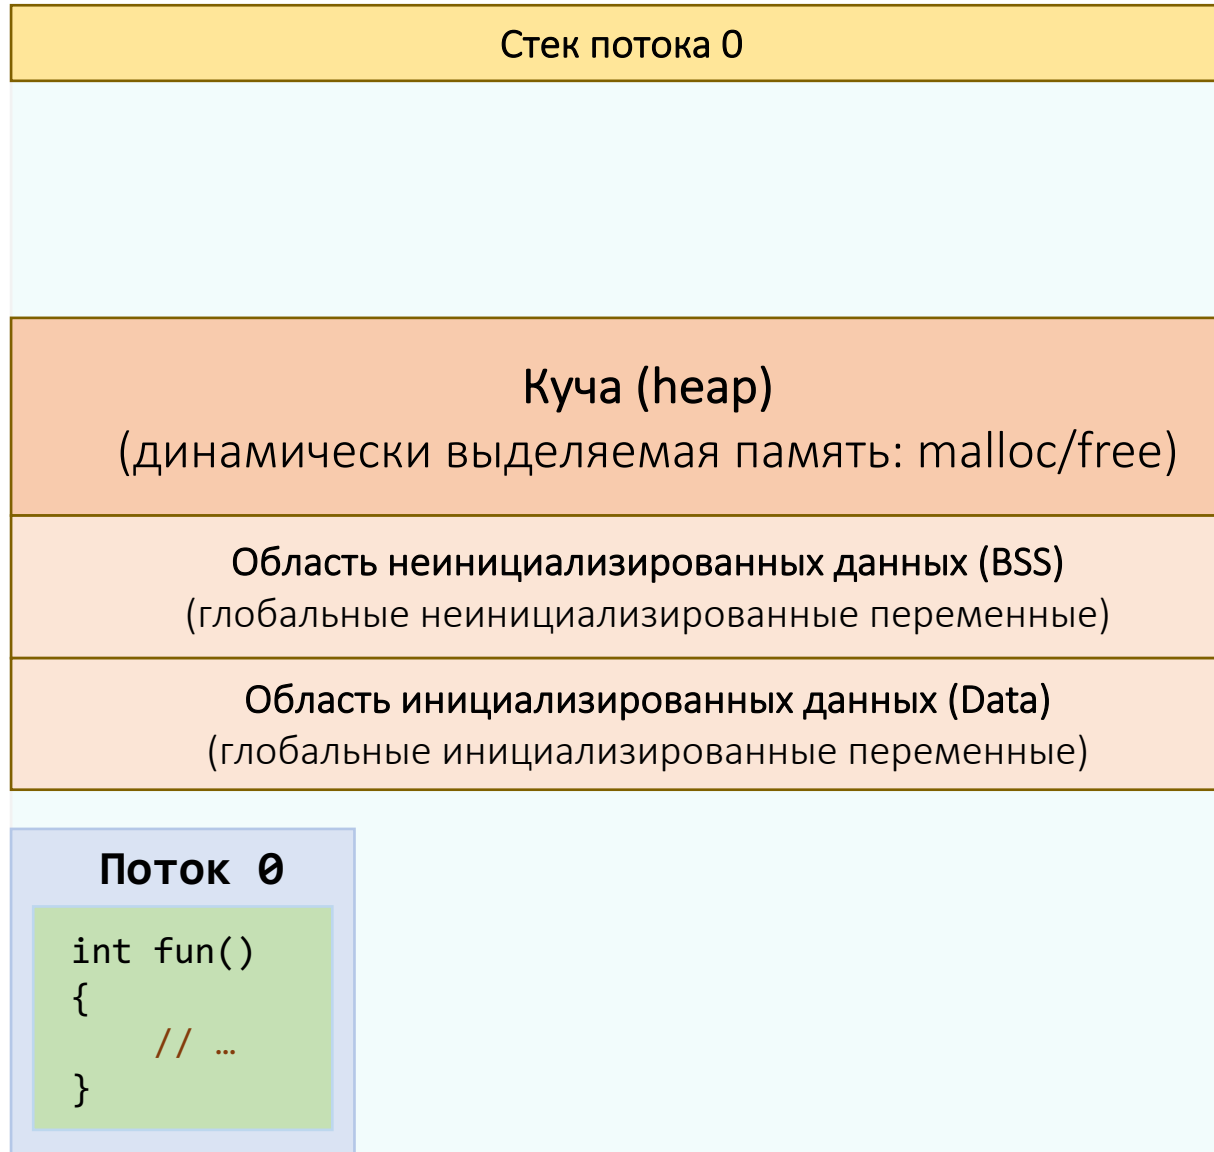 Стек потока 0
Куча (heap)
(динамически выделяемая память: malloc/free)
Область неинициализированных данных (BSS)
(глобальные неинициализированные переменные)
Область инициализированных данных (Data)
(глобальные инициализированные переменные)
Поток 0
int fun()
{
// …
}